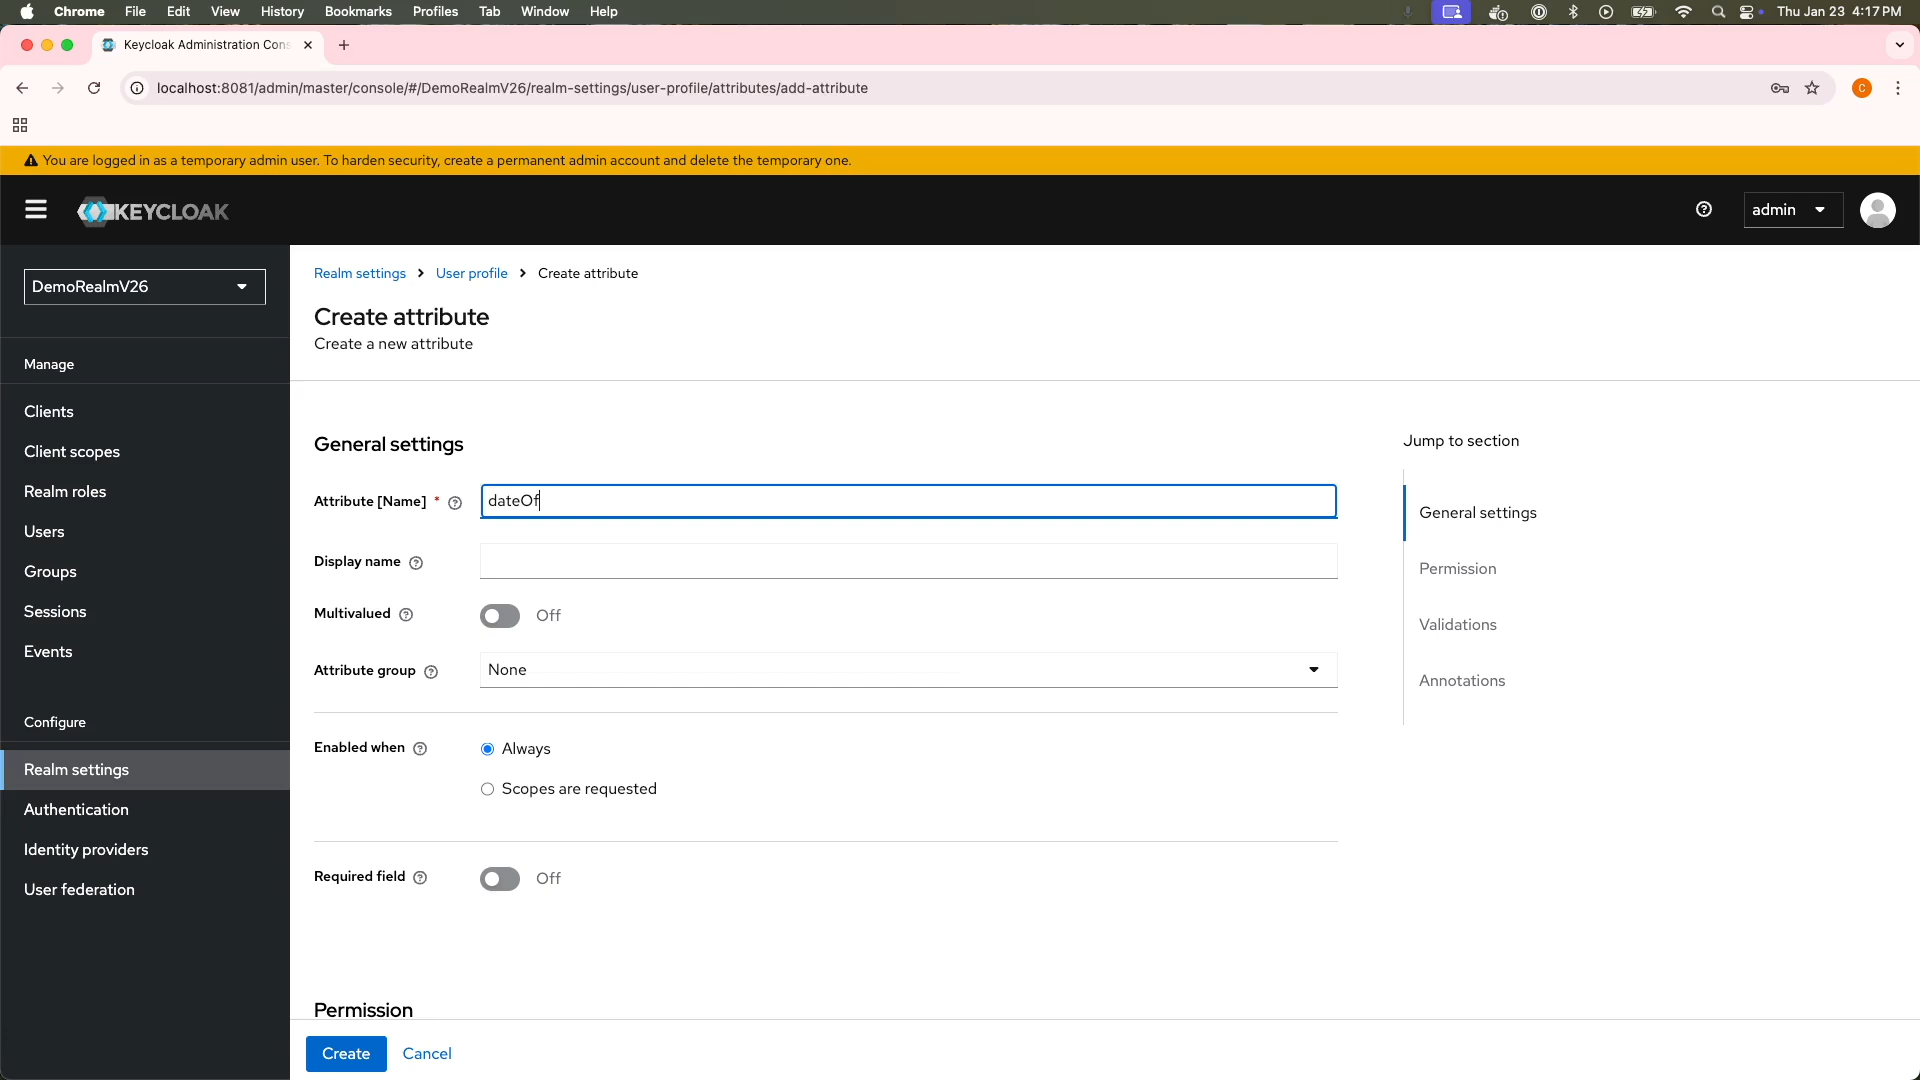 Chrome File Edit View History Bookmarks Profiles Tab Window Help Thu Jan 23 4:17 PM
Keycloak Administration Cons
localhost:8081/admin/master/console/#/DemoRealmV26/realm-settings/user-profile/attributes/add-attribute
C
You are logged in as a temporary admin user. To harden security, create a permanent admin account and delete the temporary one.
KEYCLOAK
admin
DemoRealmV26
Manage
Clients
Client scopes
Realm roles
Users
Groups
Sessions
Events
Configure
Realm settings
Authentication
Identity providers
User federation
Realm settings > User profile > Create attribute
Create attribute
Create a new attribute
General settings
Attribute [Name] * dateOf
Display name
Multivalued Off
Attribute group None
Enabled when Always
Scopes are requested
Required field Off
Permission
Create Cancel
Jump to section
General settings
Permission
Validations
Annotations